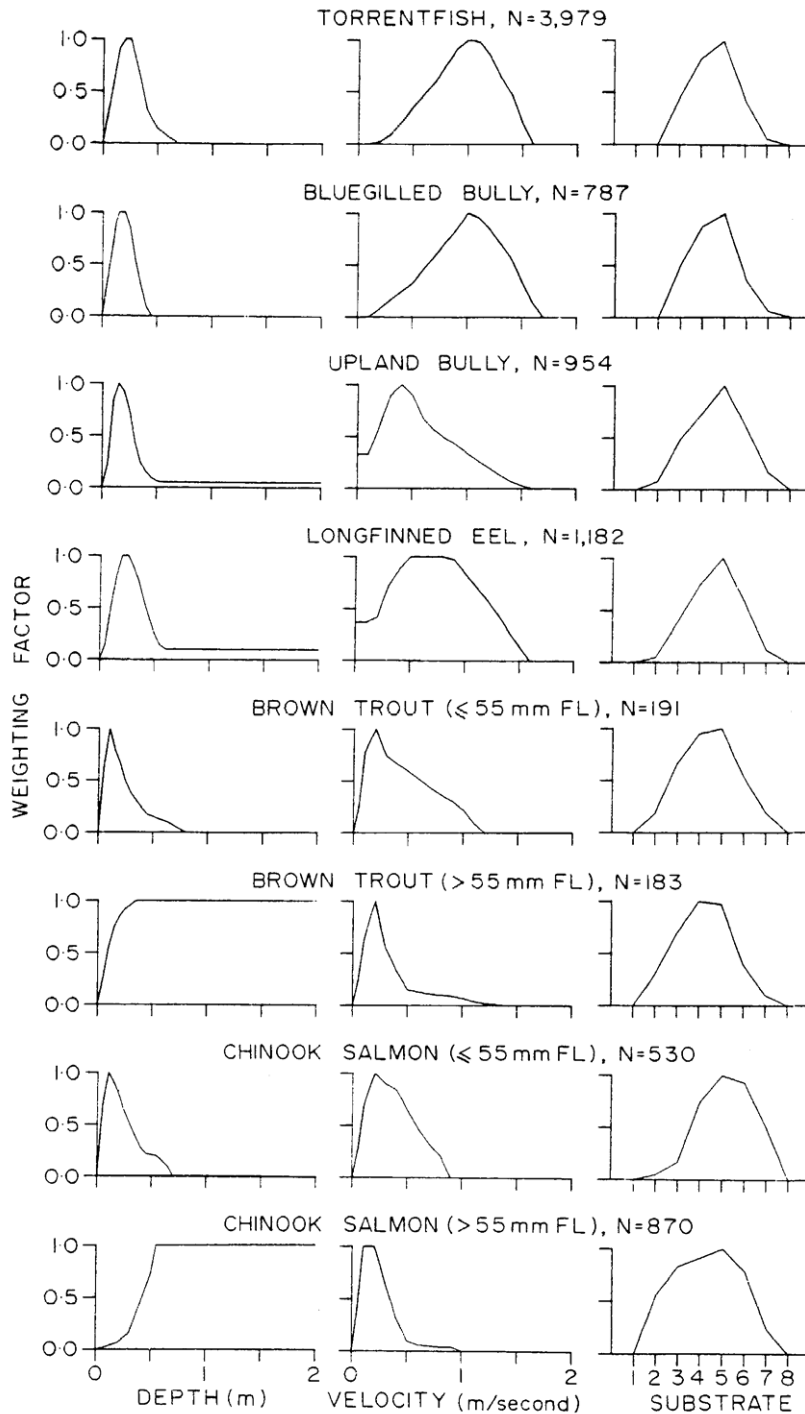 TORRENTFISH, N=3,979
1·0
0·5
0·0
BLUEGILLED BULLY, N=787
1·0
0·5
0·0
UPLAND BULLY, N=954
1·0
0·5
0·0
LONGFINNED EEL, N=1,182
1·0
0·5
0·0
WEIGHTING FACTOR
BROWN TROUT (⩽ 55 mm FL), N=191
1·0
0·5
0·0
BROWN TROUT (> 55 mm FL), N=183
1·0
0·5
0·0
CHINOOK SALMON (⩽ 55 mm FL), N=530
1·0
0·5
0·0
CHINOOK SALMON (> 55 mm FL), N=870
1·0
0·5
0·0
0 1 2 0 1 2 1 2 3 4 5 6 7 8
DEPTH (m) VELOCITY (m/second) SUBSTRATE